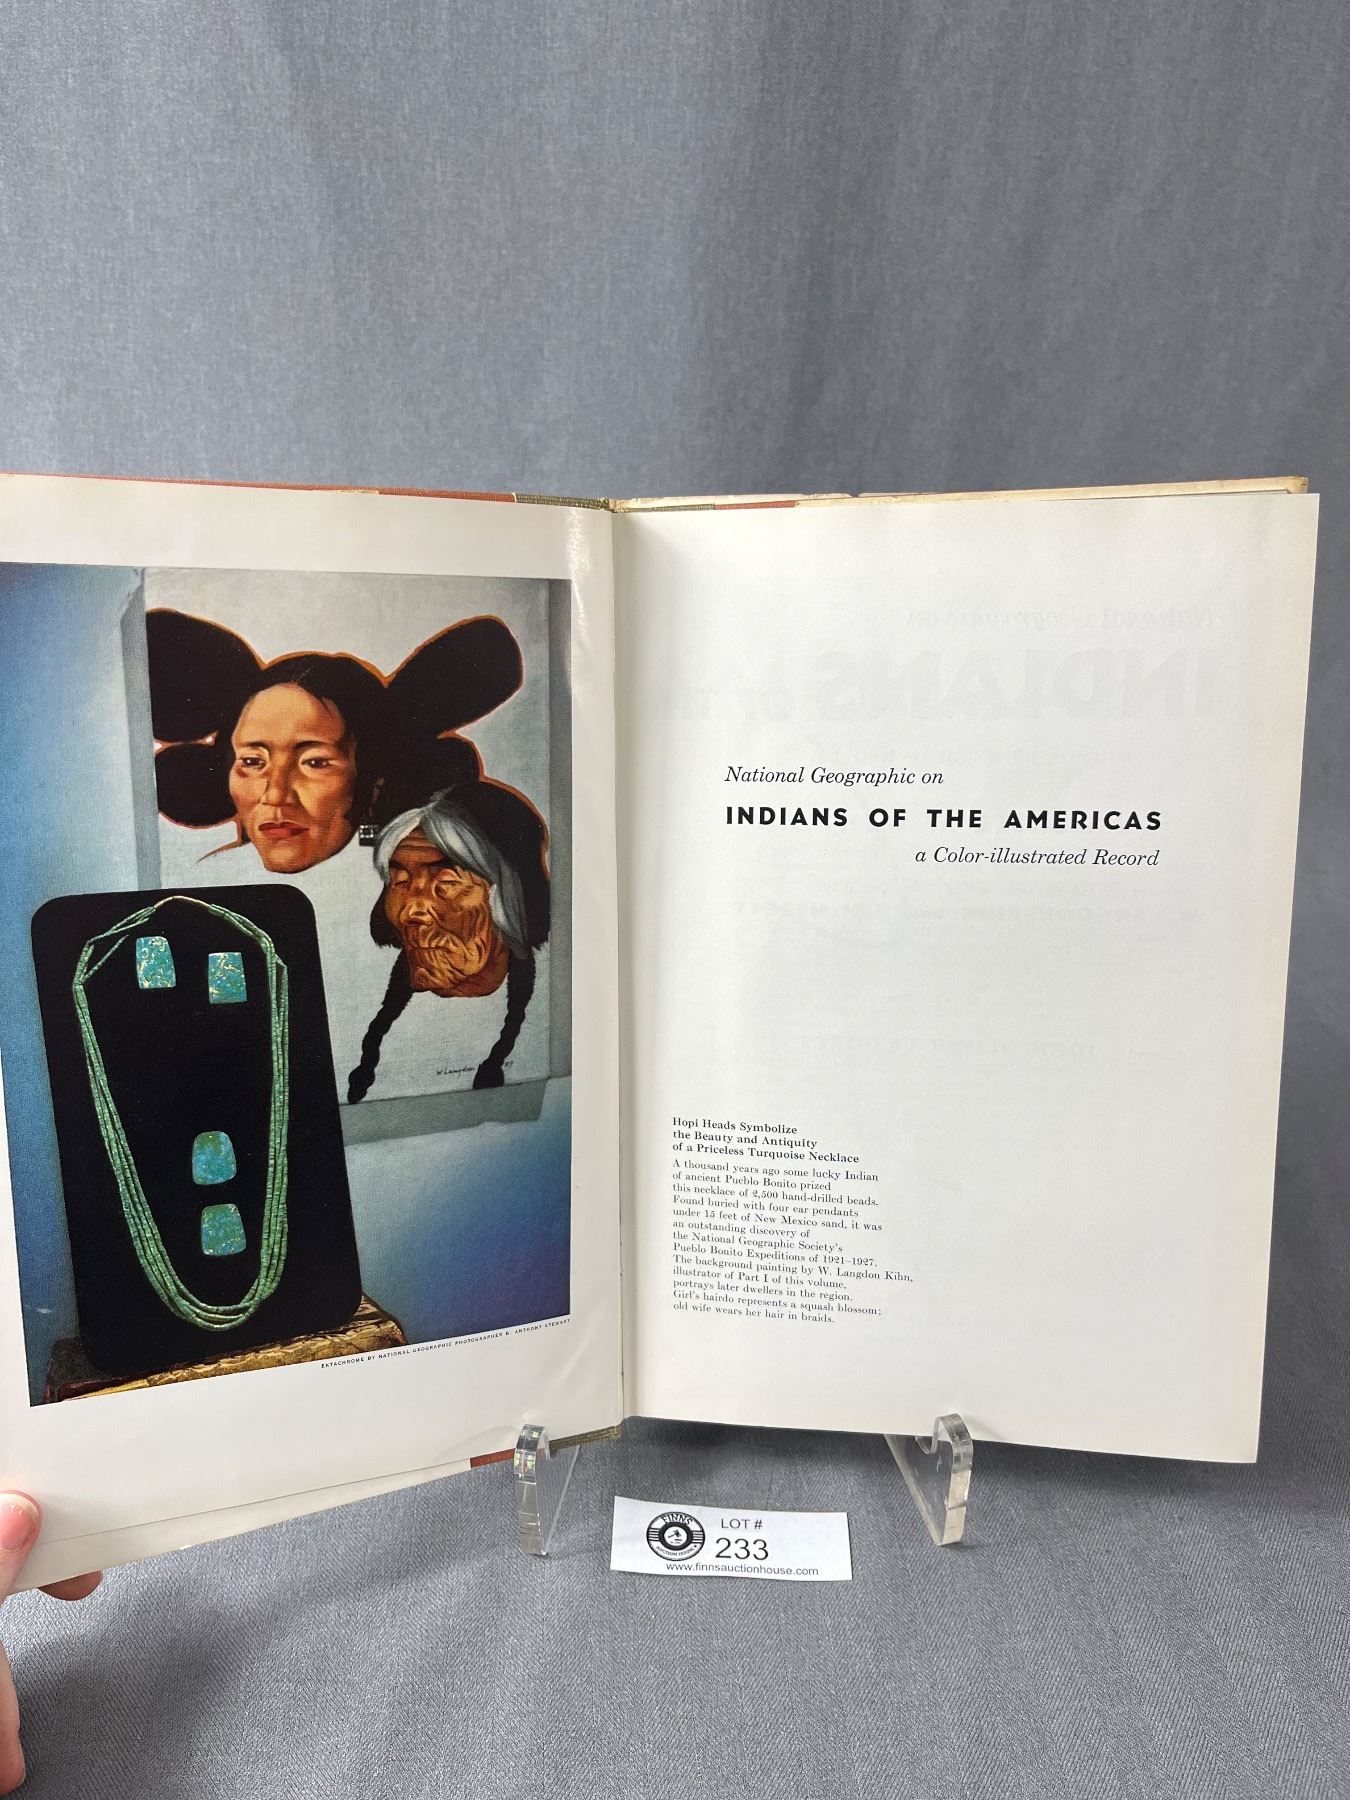 W. Langdon
EKTACHROME BY NATIONAL GEOGRAPHIC PHOTOGRAPHER B. ANTHONY STEWART
National Geographic on
INDIANS OF THE AMERICAS
a Color-illustrated Record
Hopi Heads Symbolize
the Beauty and Antiquity
of a Priceless Turquoise Necklace
A thousand years ago some lucky Indian
of ancient Pueblo Bonito prized
this necklace of 2,500 hand-drilled beads.
Found buried with four ear pendants
under 15 feet of New Mexico sand, it was
an outstanding discovery of
the National Geographic Society's
Pueblo Bonito Expeditions of 1921–1927.
The background painting by W. Langdon Kihn,
illustrator of Part I of this volume,
portrays later dwellers in the region.
Girl's hairdo represents a squash blossom;
old wife wears her hair in braids.
FINNS
AUCTION HOUSE
LOT #
233
www.finnsauctionhouse.com